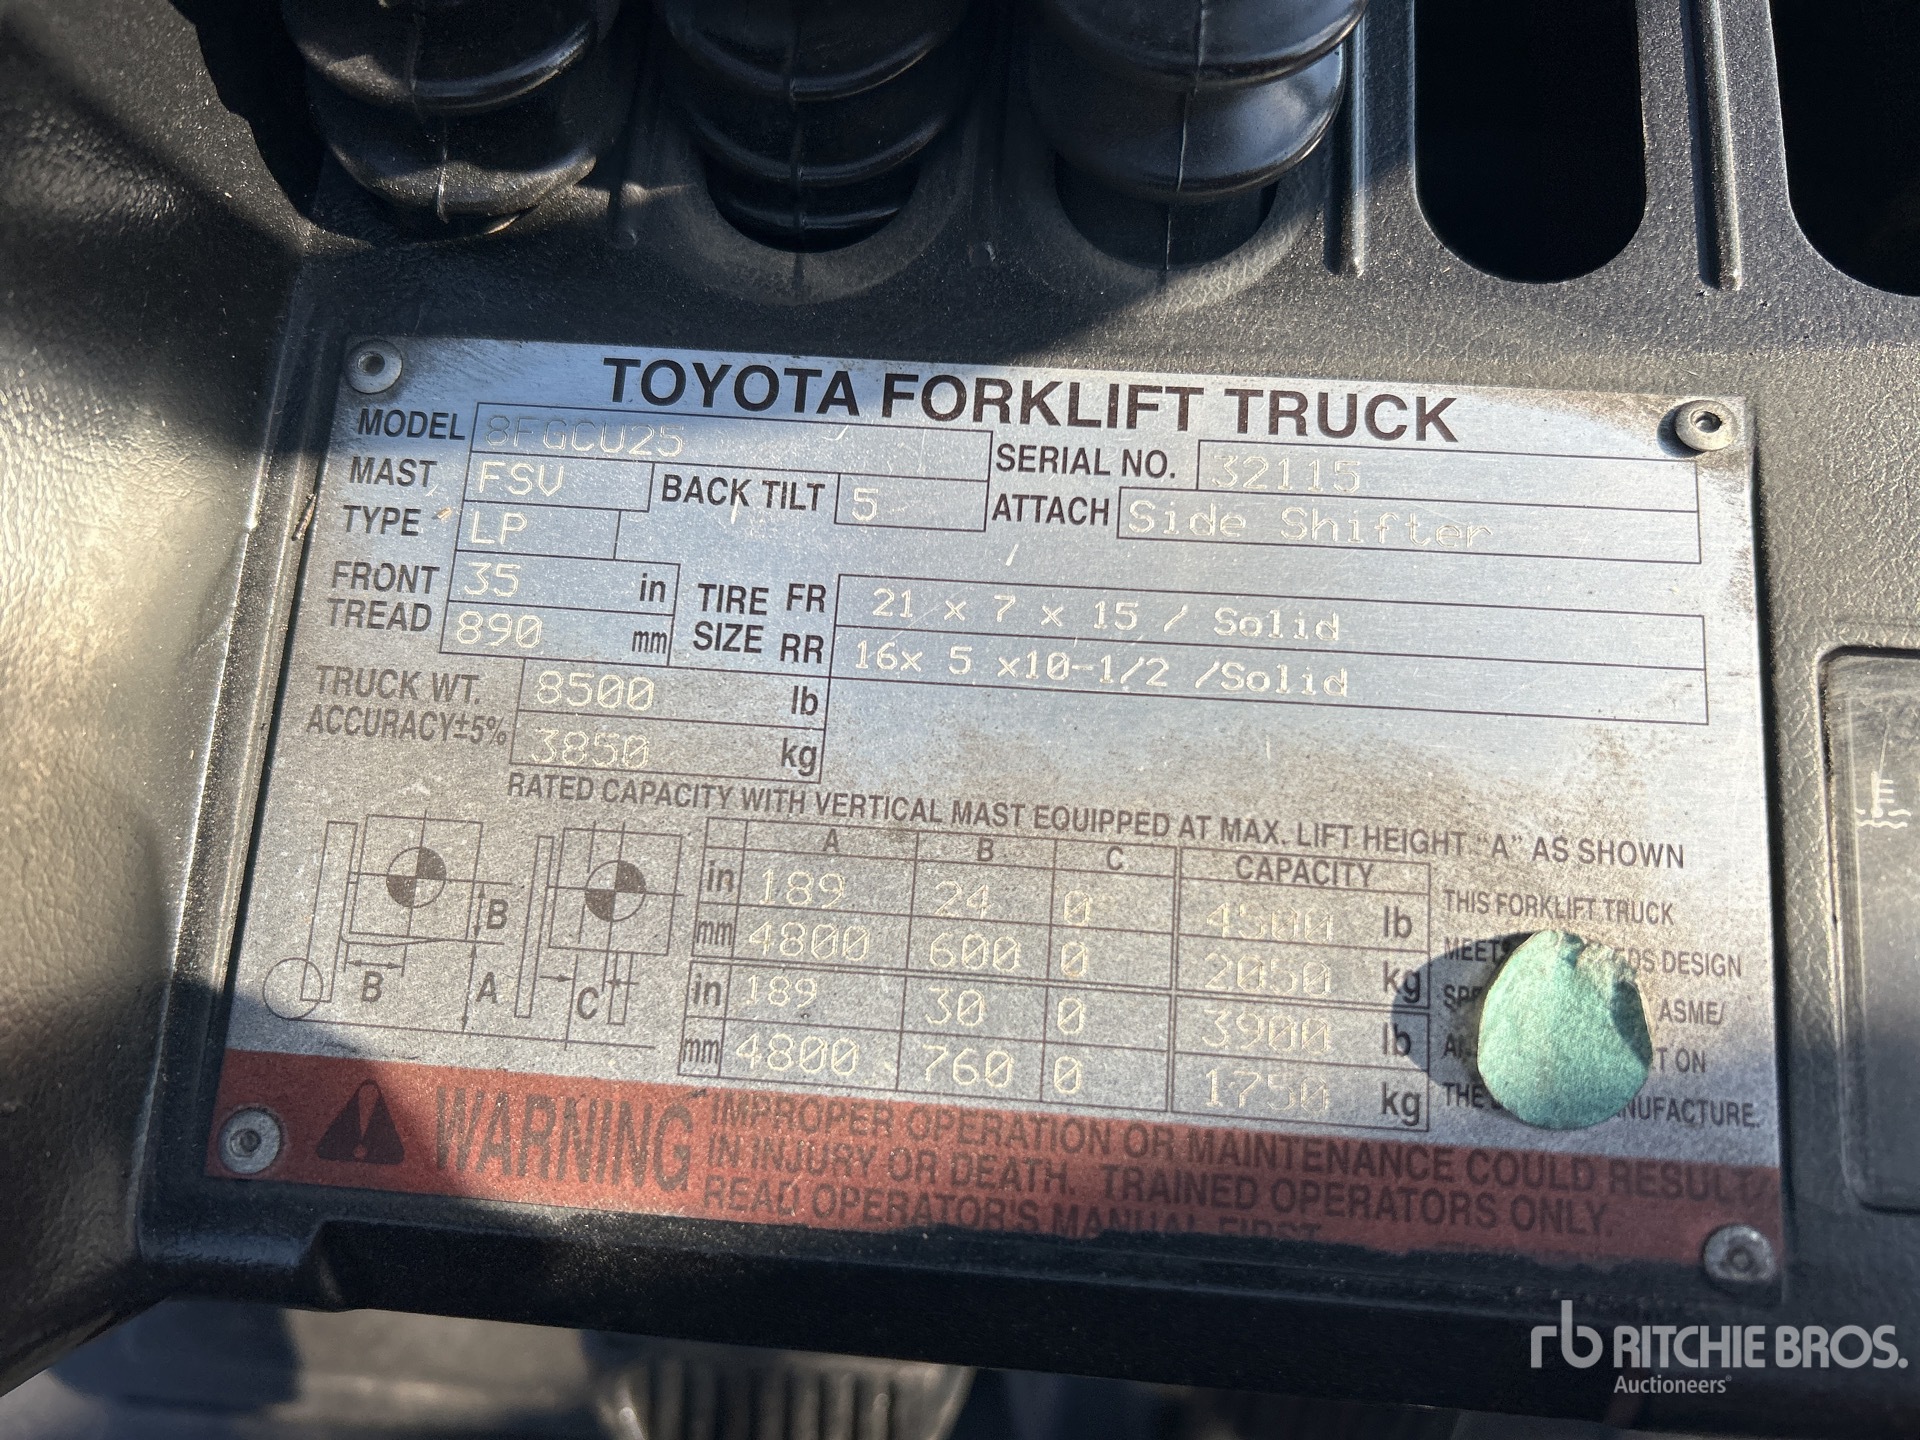 TOYOTA FORKLIFT TRUCK
MODEL 8FGCU25 SERIAL NO. 32115
MAST FSV BACK TILT 5 ATTACH Side Shifter
TYPE LP
FRONT TREAD 35 in TIRE SIZE FR 21 x 7 x 15 / Solid
890 mm RR 16x 5 x10-1/2 /Solid
TRUCK WT. 8500 lb
ACCURACY±5% 3850 kg
RATED CAPACITY WITH VERTICAL MAST EQUIPPED AT MAX. LIFT HEIGHT "A" AS SHOWN
A B C CAPACITY
in 189 24 0 4500 lb
mm 4800 600 0 2050 kg
in 189 30 0 3900 lb
mm 4800 760 0 1750 kg
B B A C
THIS FORKLIFT TRUCK
DESIGN
ASME/
ON
THE
WARNING
IMPROPER OPERATION OR MAINTENANCE COULD RESULT
IN INJURY OR DEATH. TRAINED OPERATORS ONLY.
READ OPERATOR'S MANUAL FIRST.
rb RITCHIE BROS.
Auctioneers